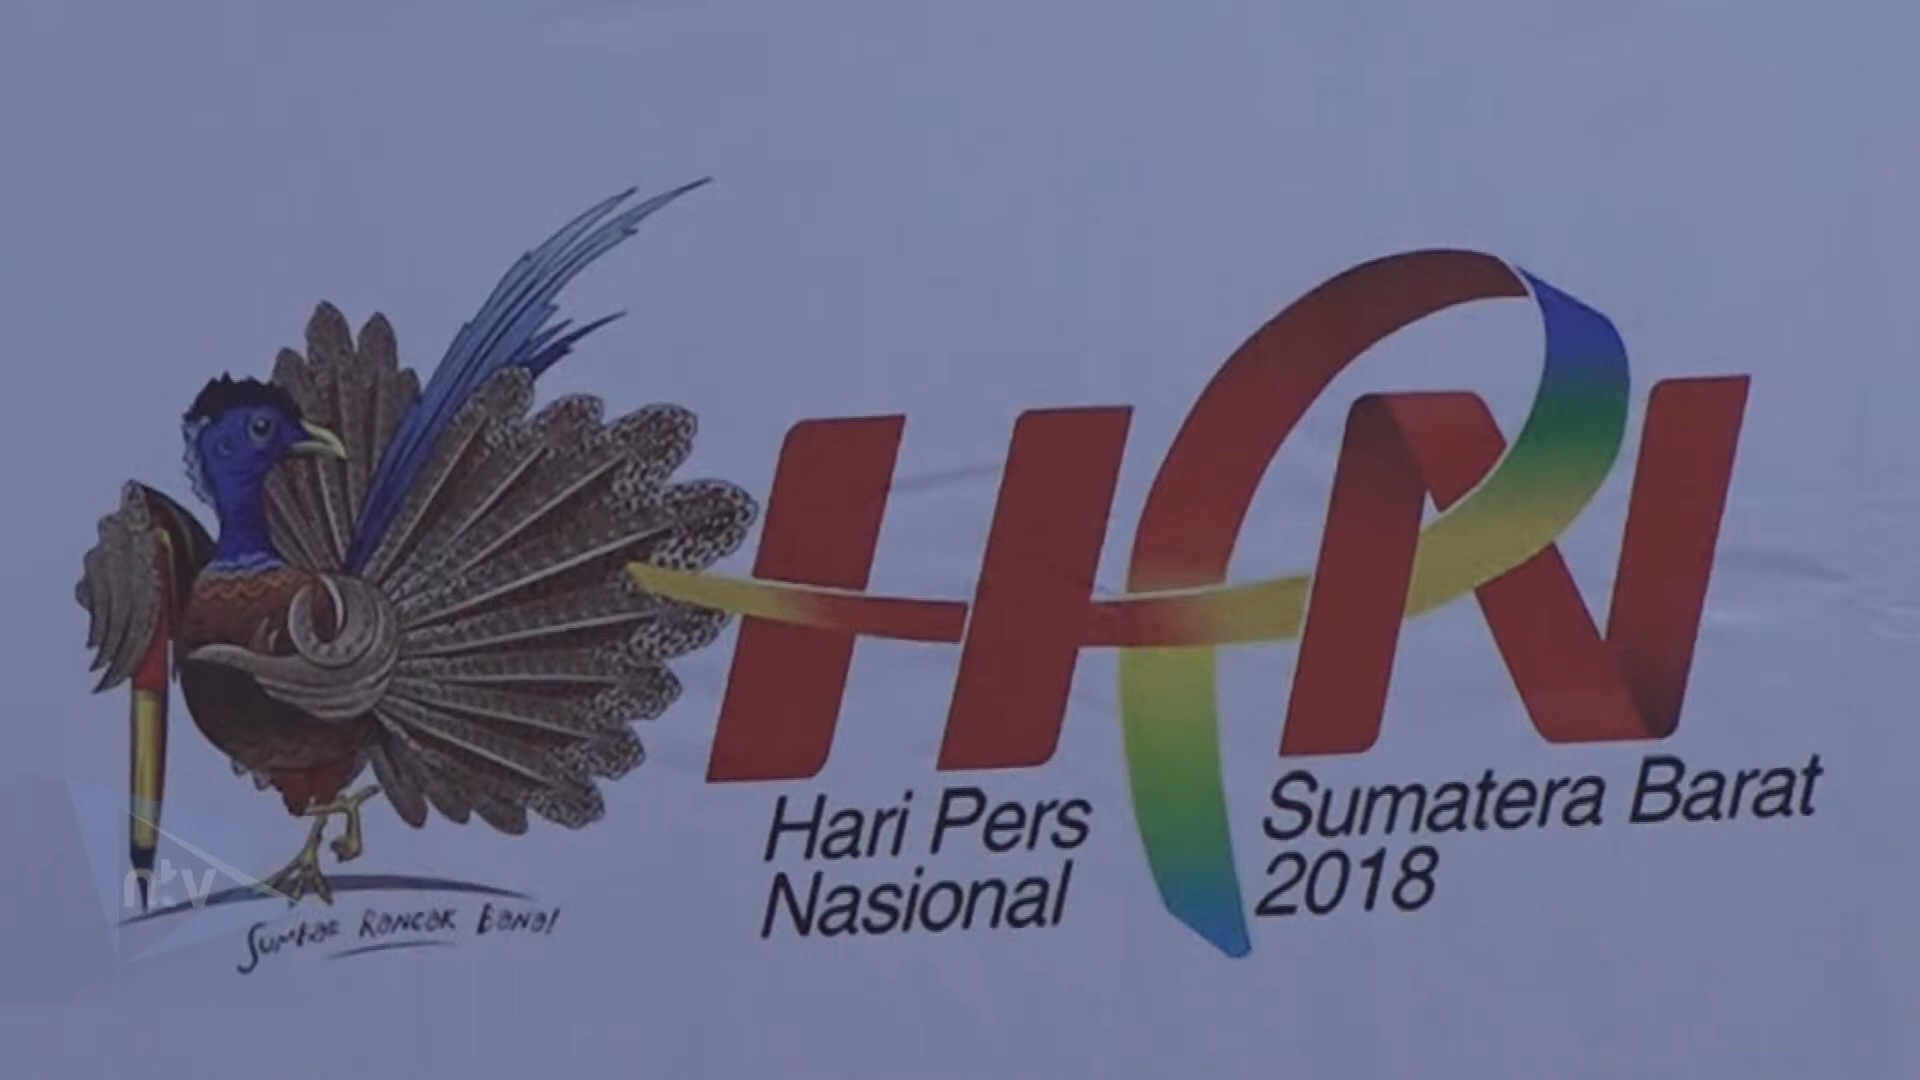 HPN
Hari Pers
Nasional
Sumatera Barat
2018
Sumbar Rancak Bana!
ntv